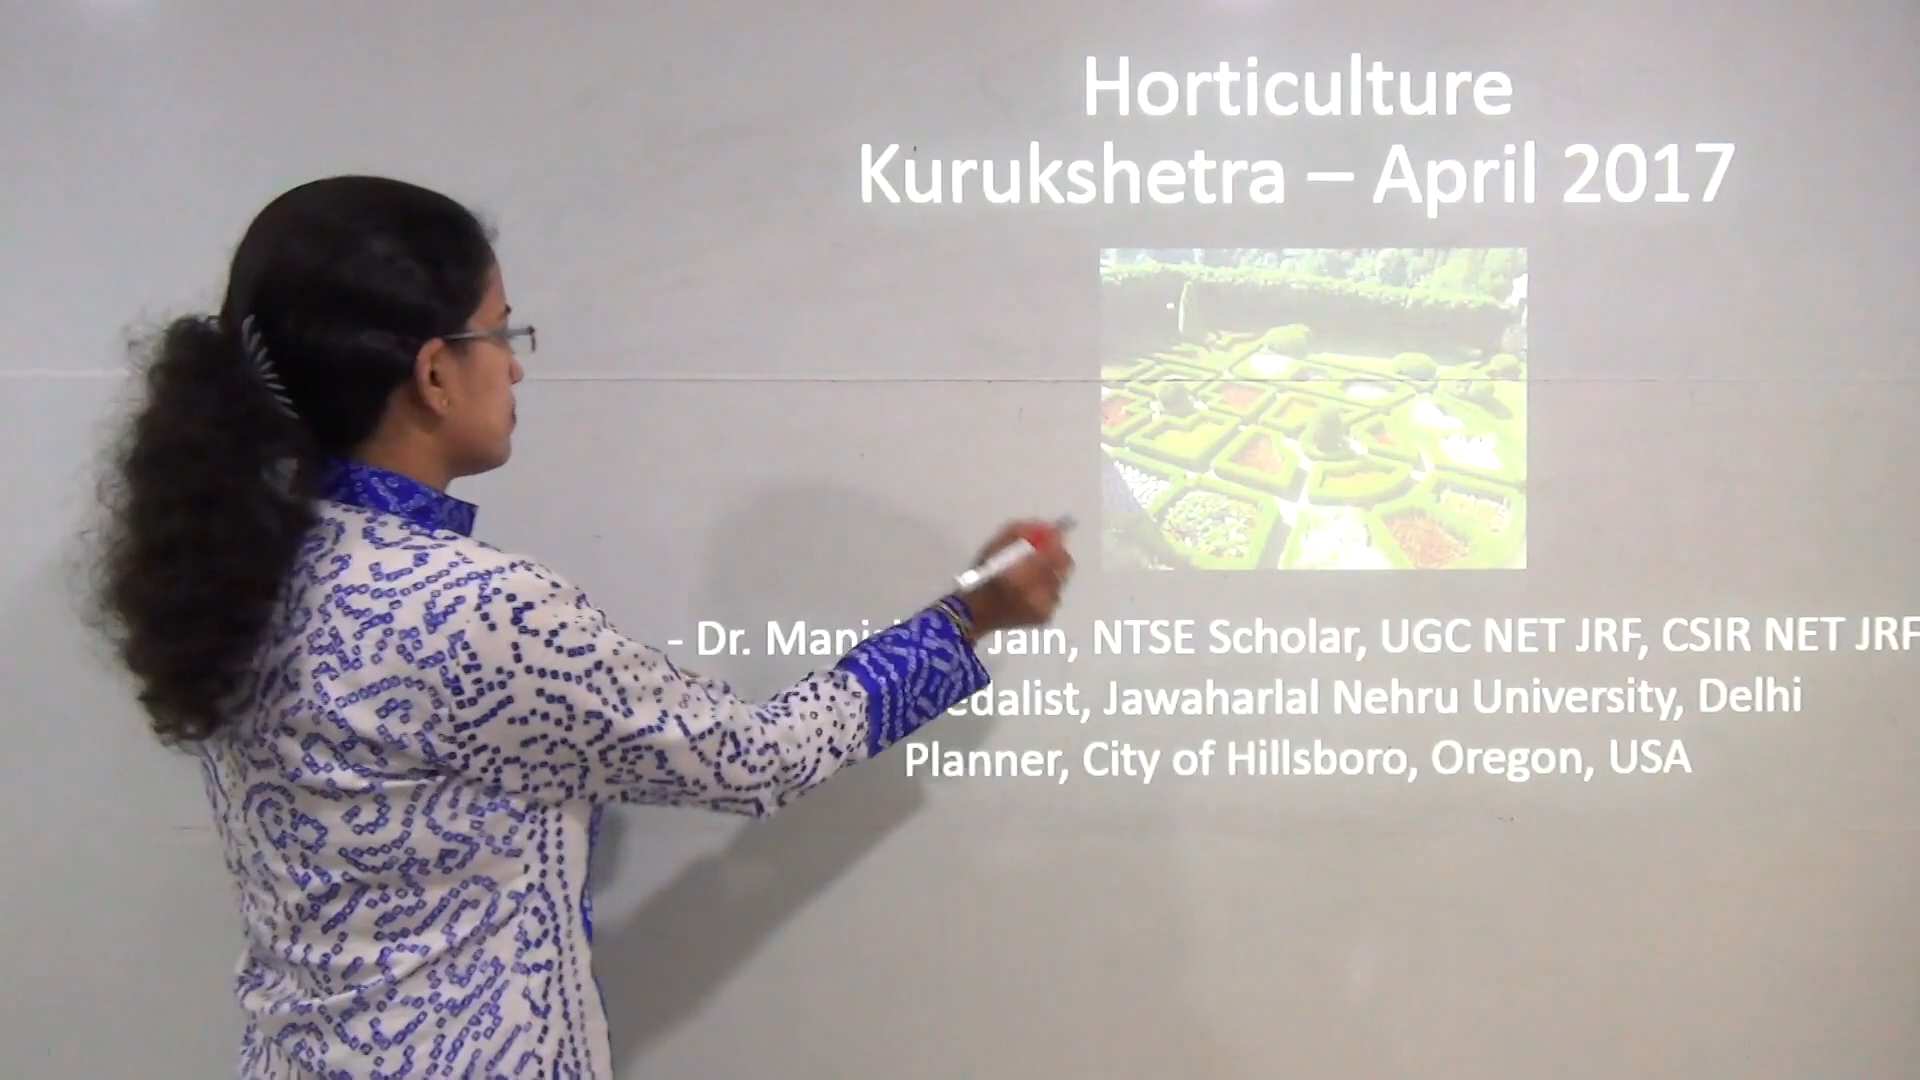 Horticulture
Kurukshetra – April 2017
- Dr. Jain, NTSE Scholar, UGC NET JRF, CSIR NET JRF
Jawaharlal Nehru University, Delhi
Planner, City of Hillsboro, Oregon, USA